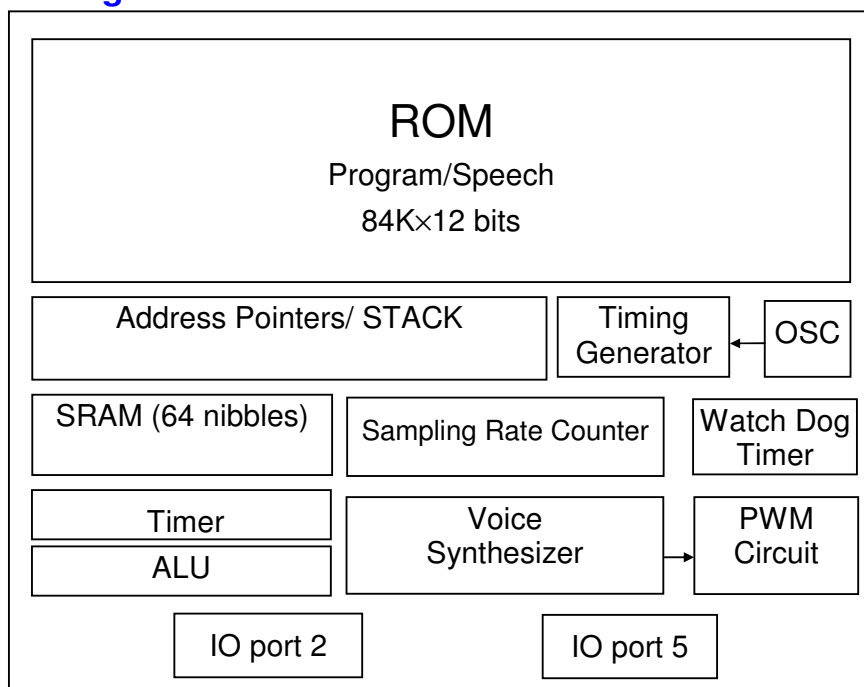 ROM
Program/Speech
84K×12 bits
Address Pointers/ STACK
Timing
Generator
OSC
SRAM (64 nibbles)
Sampling Rate Counter
Watch Dog
Timer
Timer
ALU
Voice
Synthesizer
PWM
Circuit
IO port 2
IO port 5